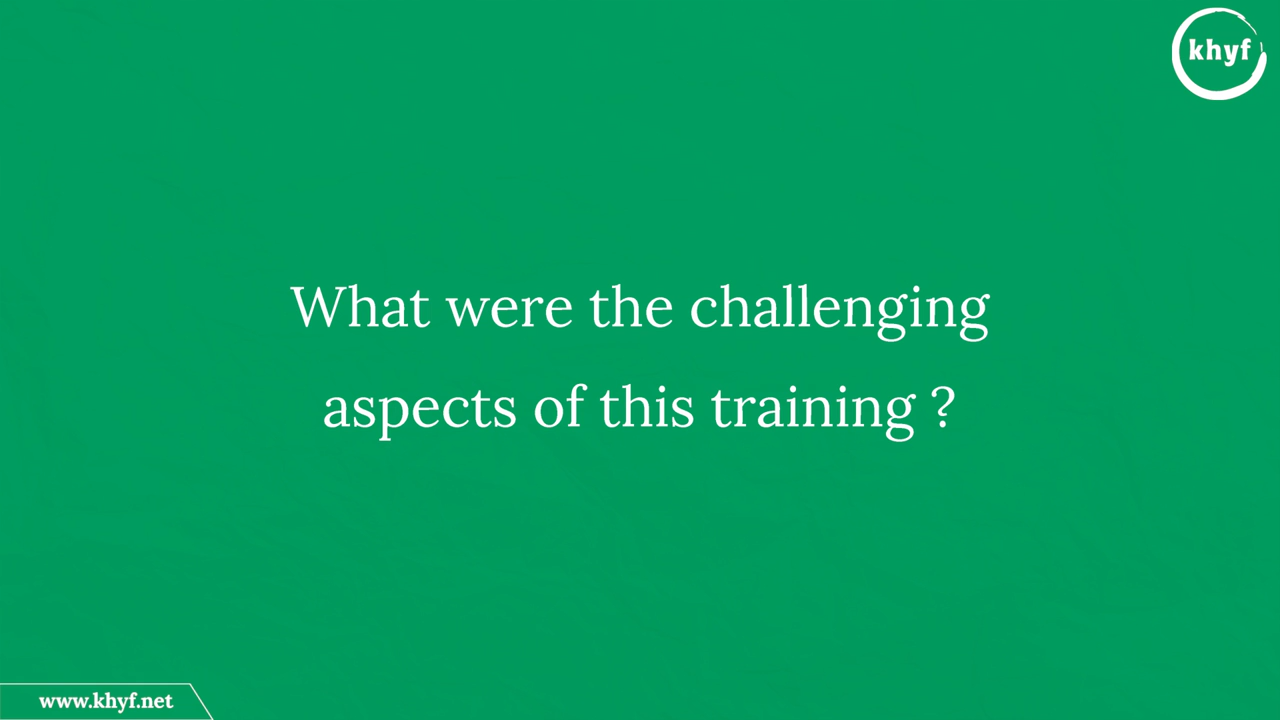 khyf
What were the challenging
aspects of this training ?
www.khyf.net